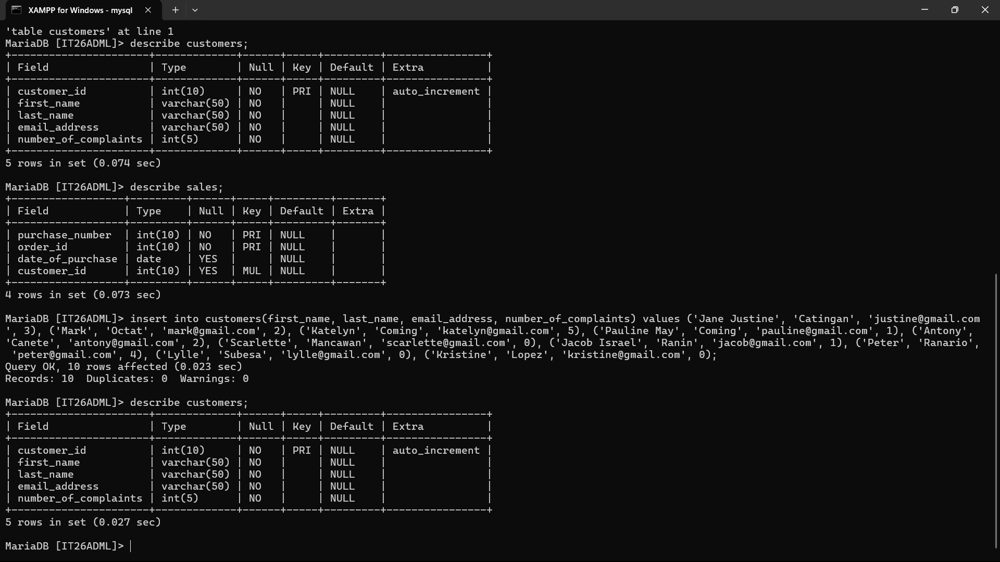 XAMPP for Windows - mysql
'table customers' at line 1
MariaDB [IT26ADML]> describe customers;
+----------------------+-------------+------+-----+---------+----------------+
| Field                | Type        | Null | Key | Default | Extra          |
+----------------------+-------------+------+-----+---------+----------------+
| customer_id          | int(10)     | NO   | PRI | NULL    | auto_increment |
| first_name           | varchar(50) | NO   |     | NULL    |                |
| last_name            | varchar(50) | NO   |     | NULL    |                |
| email_address        | varchar(50) | NO   |     | NULL    |                |
| number_of_complaints | int(5)      | NO   |     | NULL    |                |
+----------------------+-------------+------+-----+---------+----------------+
5 rows in set (0.074 sec)

MariaDB [IT26ADML]> describe sales;
+------------------+---------+------+-----+---------+-------+
| Field            | Type    | Null | Key | Default | Extra |
+------------------+---------+------+-----+---------+-------+
| purchase_number  | int(10) | NO   | PRI | NULL    |       |
| order_id         | int(10) | NO   | PRI | NULL    |       |
| date_of_purchase | date    | YES  |     | NULL    |       |
| customer_id      | int(10) | YES  | MUL | NULL    |       |
+------------------+---------+------+-----+---------+-------+
4 rows in set (0.073 sec)

MariaDB [IT26ADML]> insert into customers(first_name, last_name, email_address, number_of_complaints) values ('Jane Justine', 'Catingan', 'justine@gmail.com
', 3), ('Mark', 'Octat', 'mark@gmail.com', 2), ('Katelyn', 'Coming', 'katelyn@gmail.com', 5), ('Pauline May', 'Coming', 'pauline@gmail.com', 1), ('Antony',
'Canete', 'antony@gmail.com', 2), ('Scarlette', 'Mancawan', 'scarlette@gmail.com', 0), ('Jacob Israel', 'Ranin', 'jacob@gmail.com', 1), ('Peter', 'Ranario',
 'peter@gmail.com', 4), ('Lylle', 'Subesa', 'lylle@gmail.com', 0), ('Kristine', 'Lopez', 'kristine@gmail.com', 0);
Query OK, 10 rows affected (0.023 sec)
Records: 10  Duplicates: 0  Warnings: 0

MariaDB [IT26ADML]> describe customers;
+----------------------+-------------+------+-----+---------+----------------+
| Field                | Type        | Null | Key | Default | Extra          |
+----------------------+-------------+------+-----+---------+----------------+
| customer_id          | int(10)     | NO   | PRI | NULL    | auto_increment |
| first_name           | varchar(50) | NO   |     | NULL    |                |
| last_name            | varchar(50) | NO   |     | NULL    |                |
| email_address        | varchar(50) | NO   |     | NULL    |                |
| number_of_complaints | int(5)      | NO   |     | NULL    |                |
+----------------------+-------------+------+-----+---------+----------------+
5 rows in set (0.027 sec)

MariaDB [IT26ADML]>